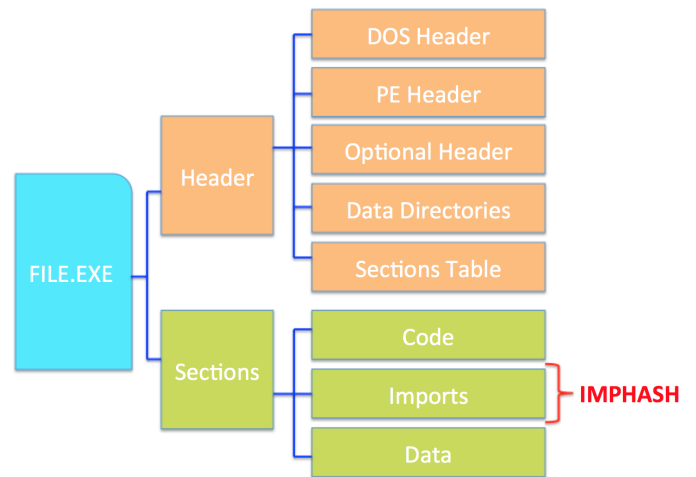 DOS Header
PE Header
Optional Header
Data Directories
Sections Table
Header
FILE.EXE
Sections
Code
Imports
Data
IMPHASH